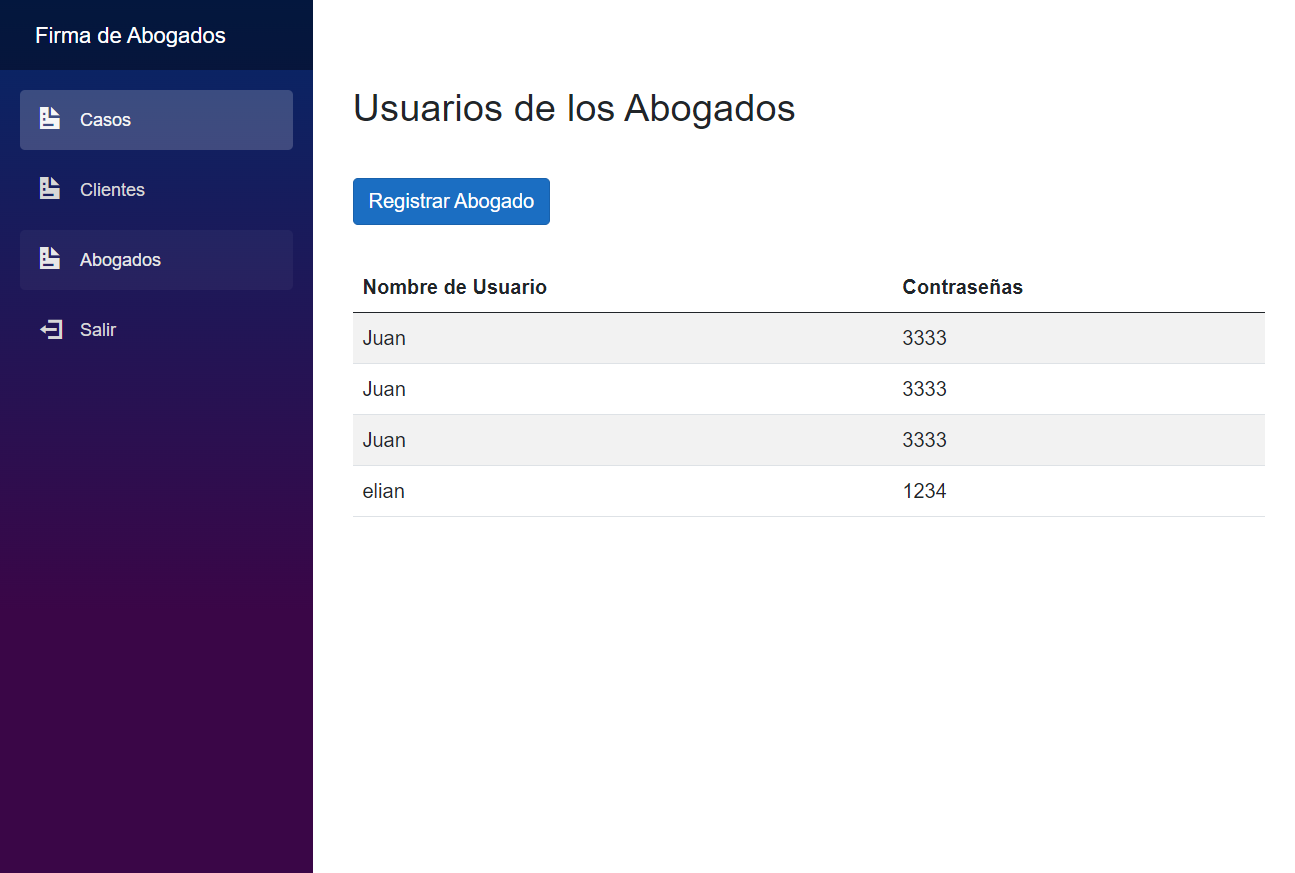 Firma de Abogados
Casos
Clientes
Abogados
Salir
Usuarios de los Abogados
Registrar Abogado
Nombre de Usuario Contraseñas
Juan 3333
Juan 3333
Juan 3333
elian 1234